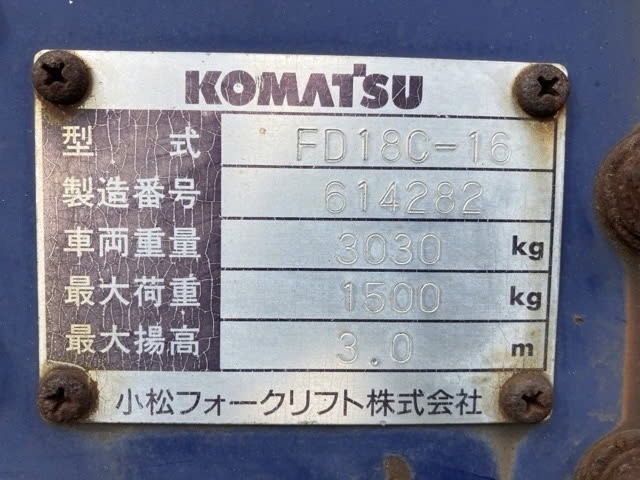 KOMATSU
型 式 FD18C-16
製造番号 614282
車両重量 3030 kg
最大荷重 1500 kg
最大揚高 3.0 m
小松フォークリフト株式会社